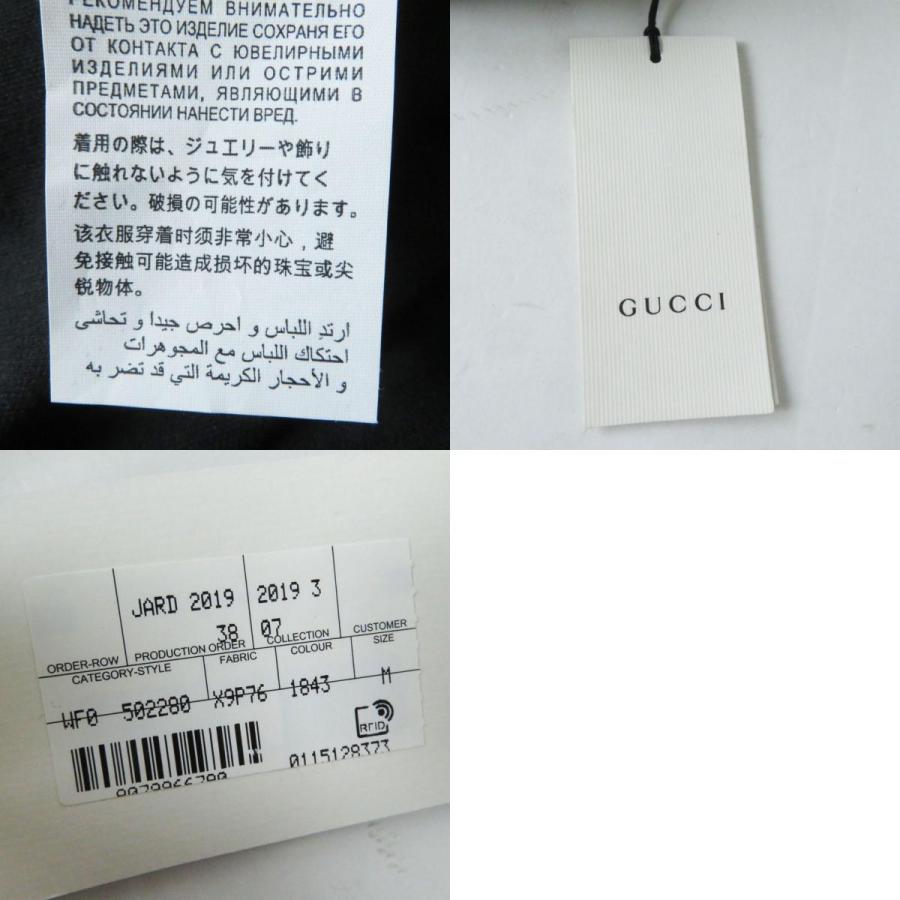 РЕКОМЕНДУЕМ ВНИМАТЕЛЬНО
НАДЕТЬ ЭТО ИЗДЕЛИЕ СОХРАНЯ ЕГО
ОТ КОНТАКТА С ЮВЕЛИРНЫМИ
ИЗДЕЛИЯМИ ИЛИ ОСТРИМИ
ПРЕДМЕТАМИ, ЯВЛЯЮЩИМИ В
СОСТОЯНИИ НАНЕСТИ ВРЕД.
着用の際は、ジュエリーや飾り
に触れないように気を付けてく
ださい。破損の可能性があります。
该衣服穿着时须非常小心，避
免接触可能造成损坏的珠宝或尖
锐物体。
ارتدِ اللباس و احرص جيدا و تحاشى
احتكاك اللباس مع المجوهرات
و الأحجار الكريمة التي قد تضر به
GUCCI
JARD 2019 2019 3
38 07
ORDER-ROW PRODUCTION ORDER COLLECTION CUSTOMER
CATEGORY-STYLE FABRIC COLOUR SIZE
WF0 502280 X9P76 1843 M
RFID
0115128373